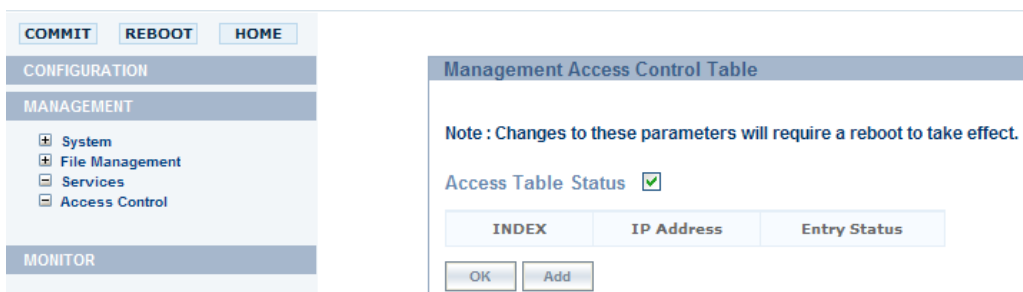 COMMIT REBOOT HOME
CONFIGURATION
MANAGEMENT
System
File Management
Services
Access Control
MONITOR
Management Access Control Table
Note : Changes to these parameters will require a reboot to take effect.
Access Table Status
INDEX IP Address Entry Status
OK Add